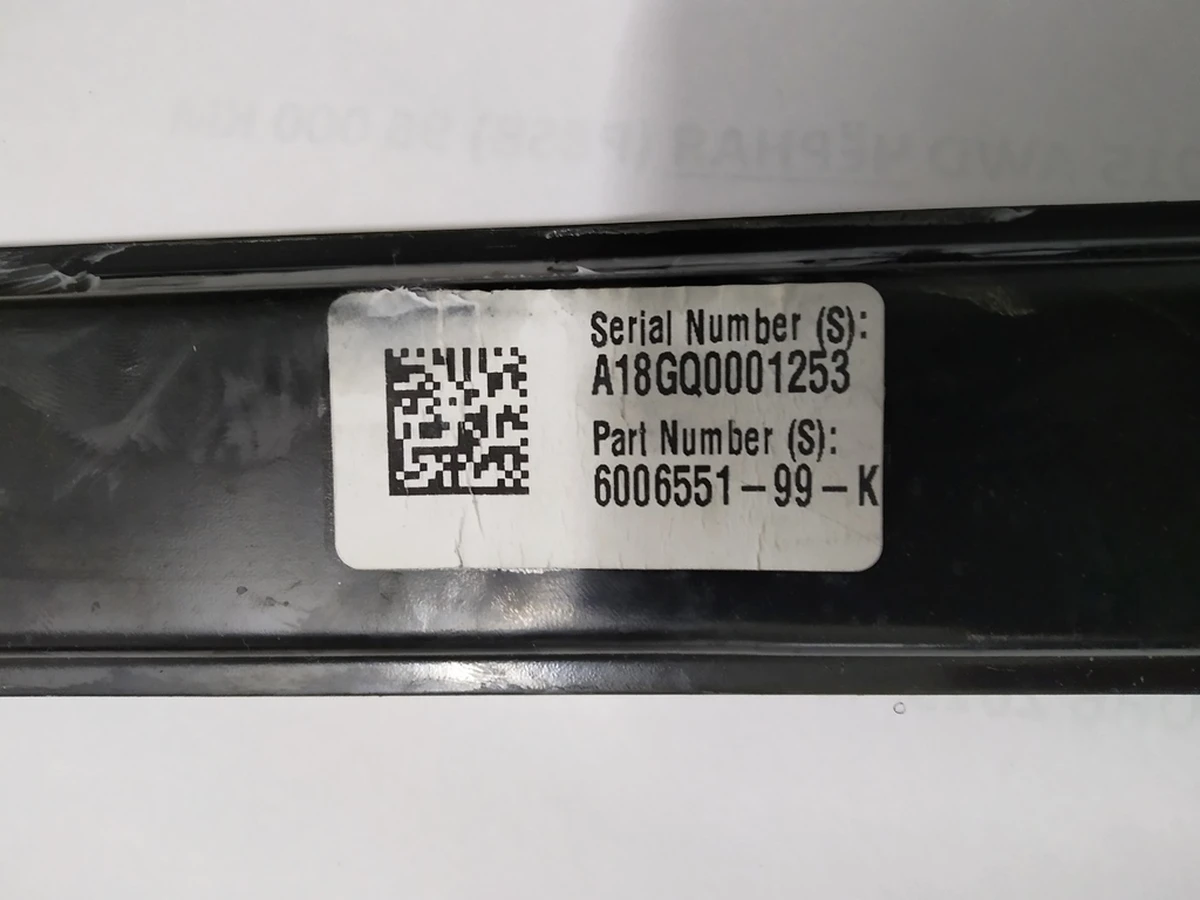 Serial Number (S):
A18GQ0001253
Part Number (S):
6006551-99-K